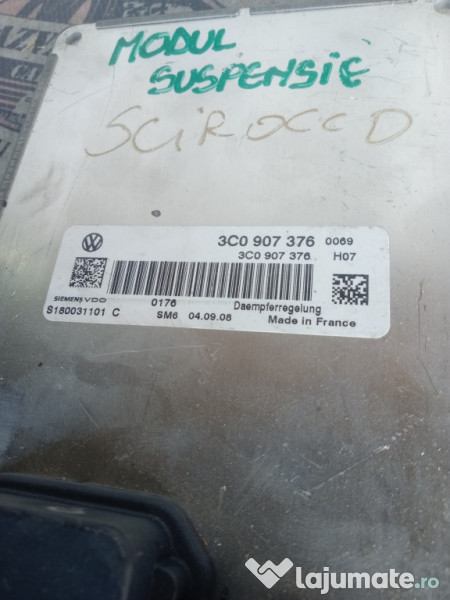 MODUL
SUSPENSIE
SCIROCCO
3C0 907 376 0069
3C0 907 376 H07
SIEMENS VDO 0176 Daempferregelung
S180031101 C SM6 04.09.08 Made in France
lajumate.ro